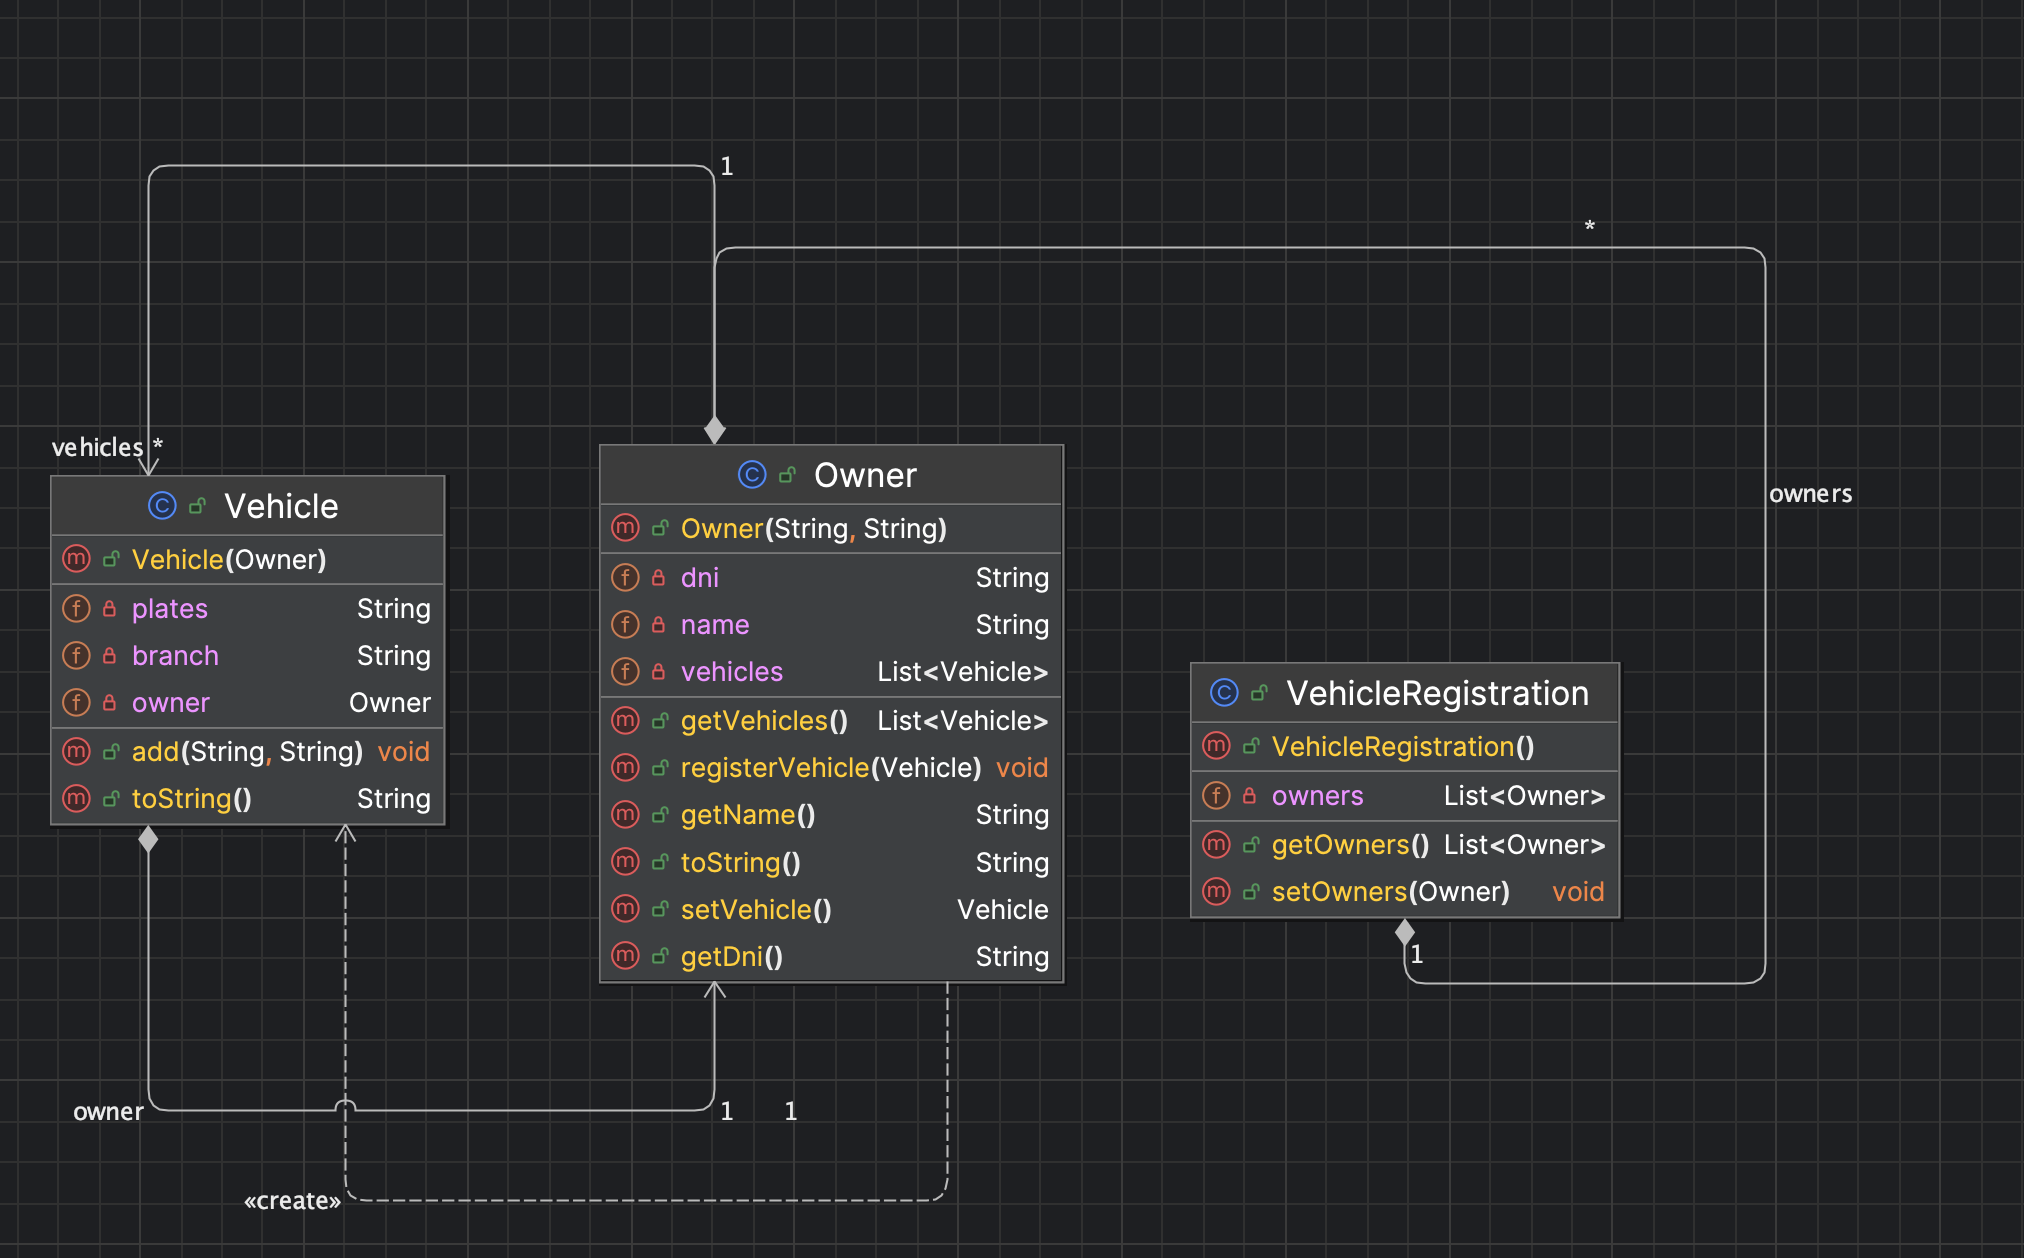 1
*
vehicles *
owners
Vehicle
Vehicle(Owner)
plates String
branch String
owner Owner
add(String, String) void
toString() String
Owner
Owner(String, String)
dni String
name String
vehicles List<Vehicle>
getVehicles() List<Vehicle>
registerVehicle(Vehicle) void
getName() String
toString() String
setVehicle() Vehicle
getDni() String
VehicleRegistration
VehicleRegistration()
owners List<Owner>
getOwners() List<Owner>
setOwners(Owner) void
1
owner
1 1
«create»